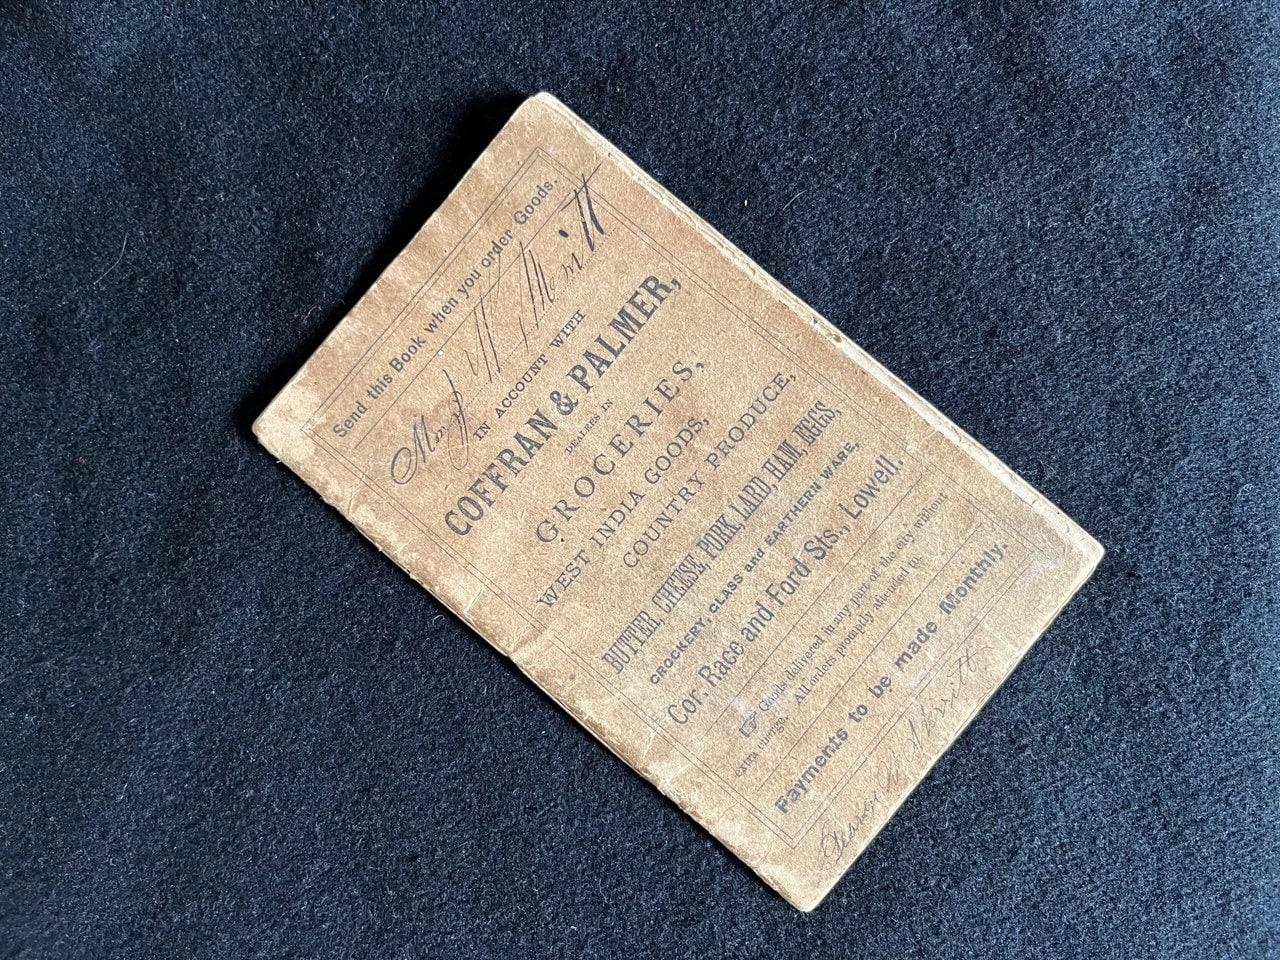 Send this Book when you order Goods.
IN ACCOUNT WITH
COFFRAN & PALMER,
DEALERS IN
GROCERIES,
WEST INDIA GOODS,
COUNTRY PRODUCE,
BUTTER, CHEESE, PORK, LARD, HAM, EGGS,
CROCKERY, GLASS and EARTHERN WARE,
Cor. Race and Ford Sts., Lowell.
☞ Goods delivered in any part of the city without
extra charge. All orders promptly attended to.
Payments to be made Monthly.